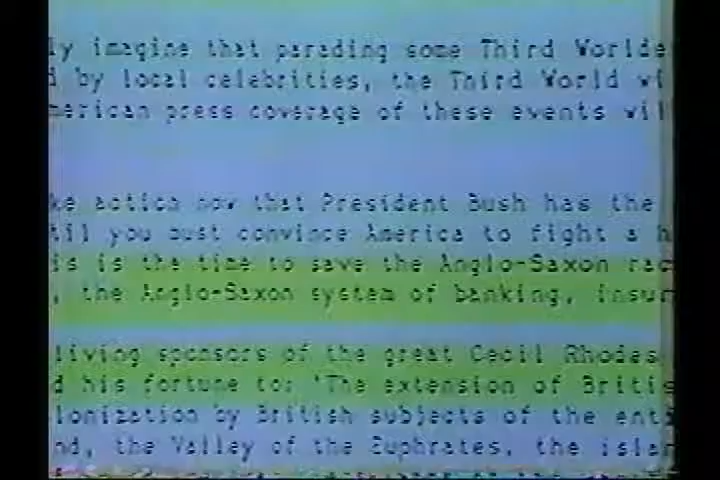 ly imagine that parading some Third Worlde
d by local celebrities, the Third World wi
merican press coverage of these events wil
ke action now that President Bush has the
til you must convince America to fight a h
is is the time to save the Anglo-Saxon rac
, the Anglo-Saxon system of banking, insur
living sponsors of the great Cecil Rhodes
d his fortune to: 'The extension of Britis
lonization by British subjects of the enti
nd, the Valley of the Euphrates, the islan